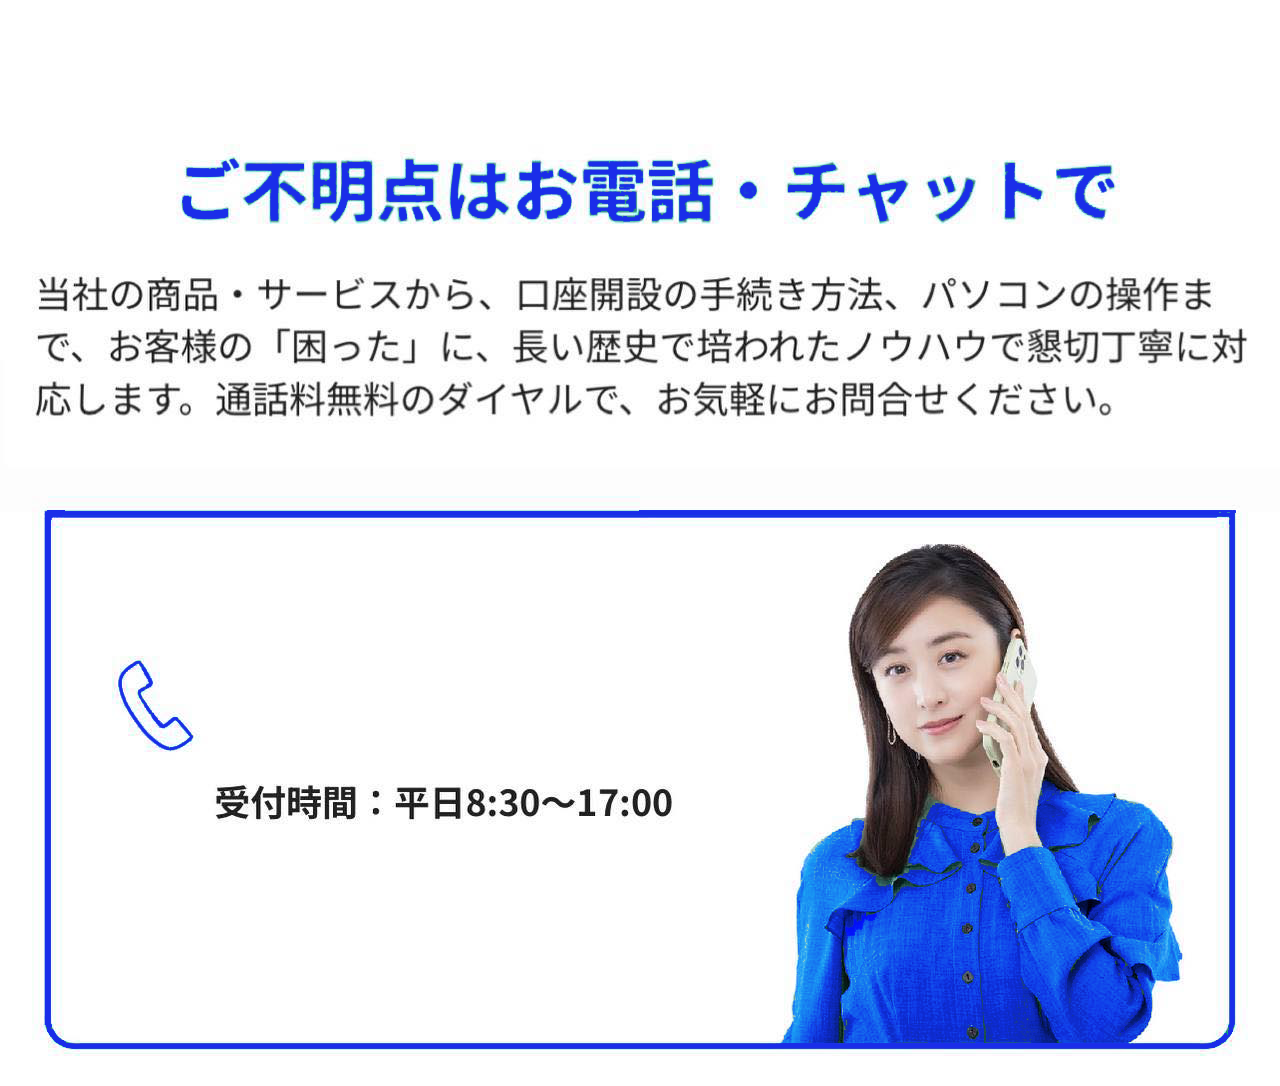 ご不明点はお電話・チャットで
当社の商品・サービスから、口座開設の手続き方法、パソコンの操作ま
で、お客様の「困った」に、長い歴史で培われたノウハウで懇切丁寧に対
応します。通話料無料のダイヤルで、お気軽にお問合せください。
受付時間：平日8:30～17:00